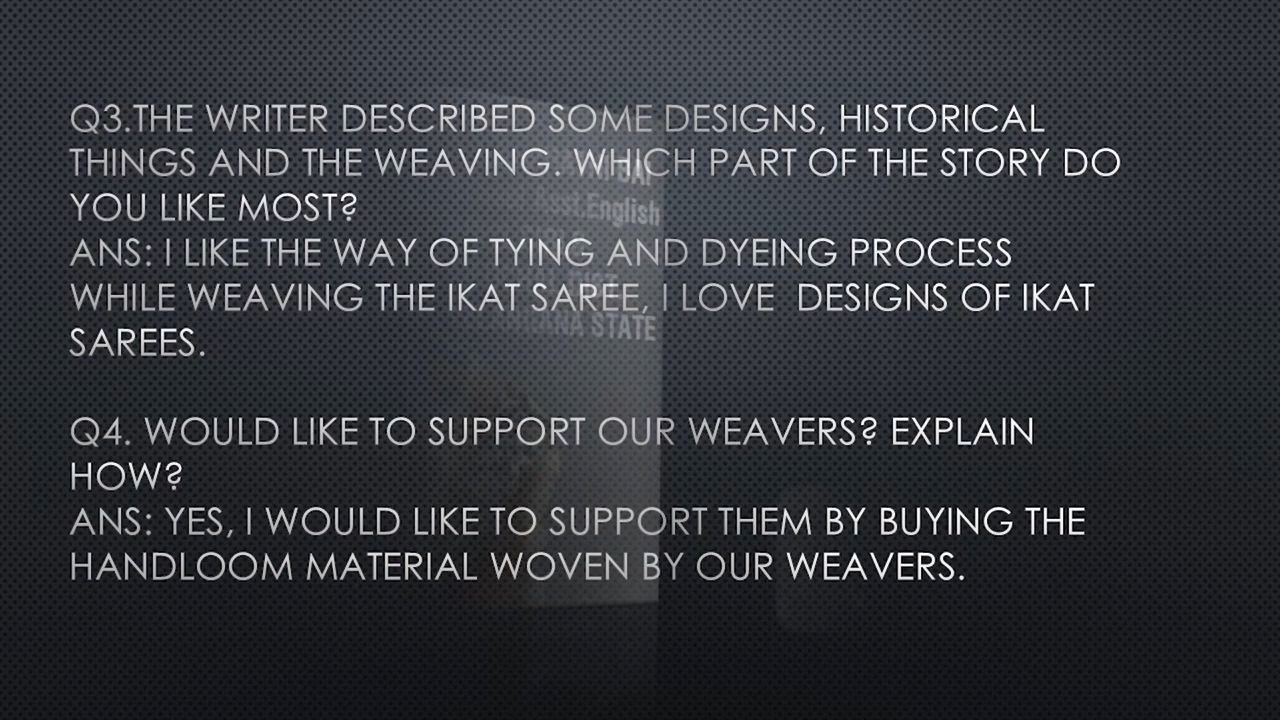 Q3.THE WRITER DESCRIBED SOME DESIGNS, HISTORICAL
THINGS AND THE WEAVING. WHICH PART OF THE STORY DO
YOU LIKE MOST?
ANS: I LIKE THE WAY OF TYING AND DYEING PROCESS
WHILE WEAVING THE IKAT SAREE, I LOVE DESIGNS OF IKAT
SAREES.
Q4. WOULD LIKE TO SUPPORT OUR WEAVERS? EXPLAIN
HOW?
ANS: YES, I WOULD LIKE TO SUPPORT THEM BY BUYING THE
HANDLOOM MATERIAL WOVEN BY OUR WEAVERS.
English
STATE